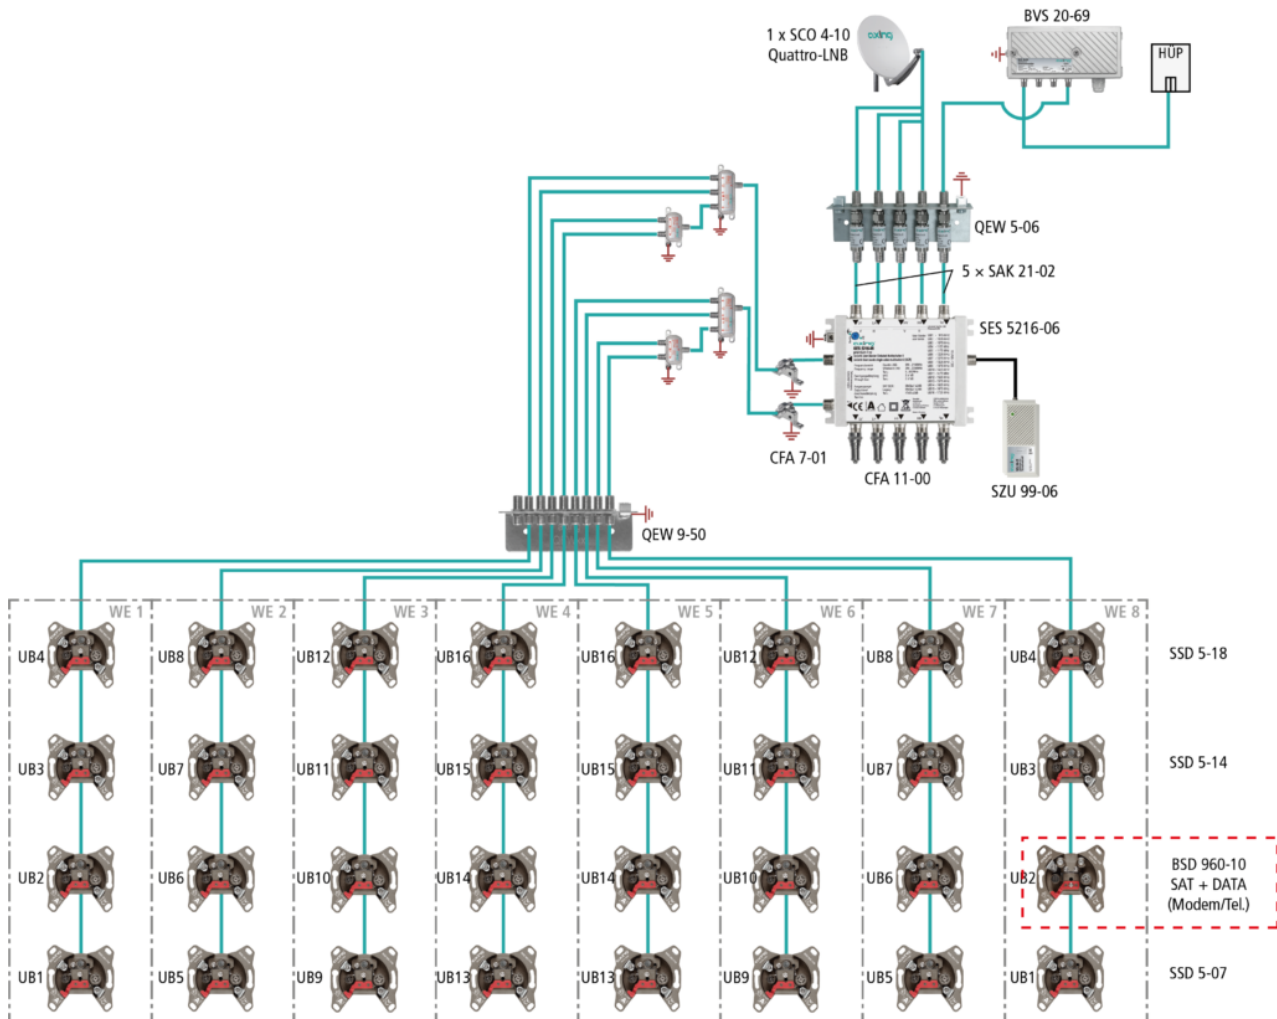 BVS 20-69
1 x SCO 4-10
Quattro-LNB
axing
HÜP
QEW 5-06
5 × SAK 21-02
SES 5216-06
CFA 7-01
CFA 11-00
SZU 99-06
QEW 9-50
WE 1
WE 2
WE 3
WE 4
WE 5
WE 6
WE 7
WE 8
UB4
UB8
UB12
UB16
UB16
UB12
UB8
UB4
SSD 5-18
UB3
UB7
UB11
UB15
UB15
UB11
UB7
UB3
SSD 5-14
UB2
UB6
UB10
UB14
UB14
UB10
UB6
UB2
BSD 960-10
SAT + DATA
(Modem/Tel.)
UB1
UB5
UB9
UB13
UB13
UB9
UB5
UB1
SSD 5-07